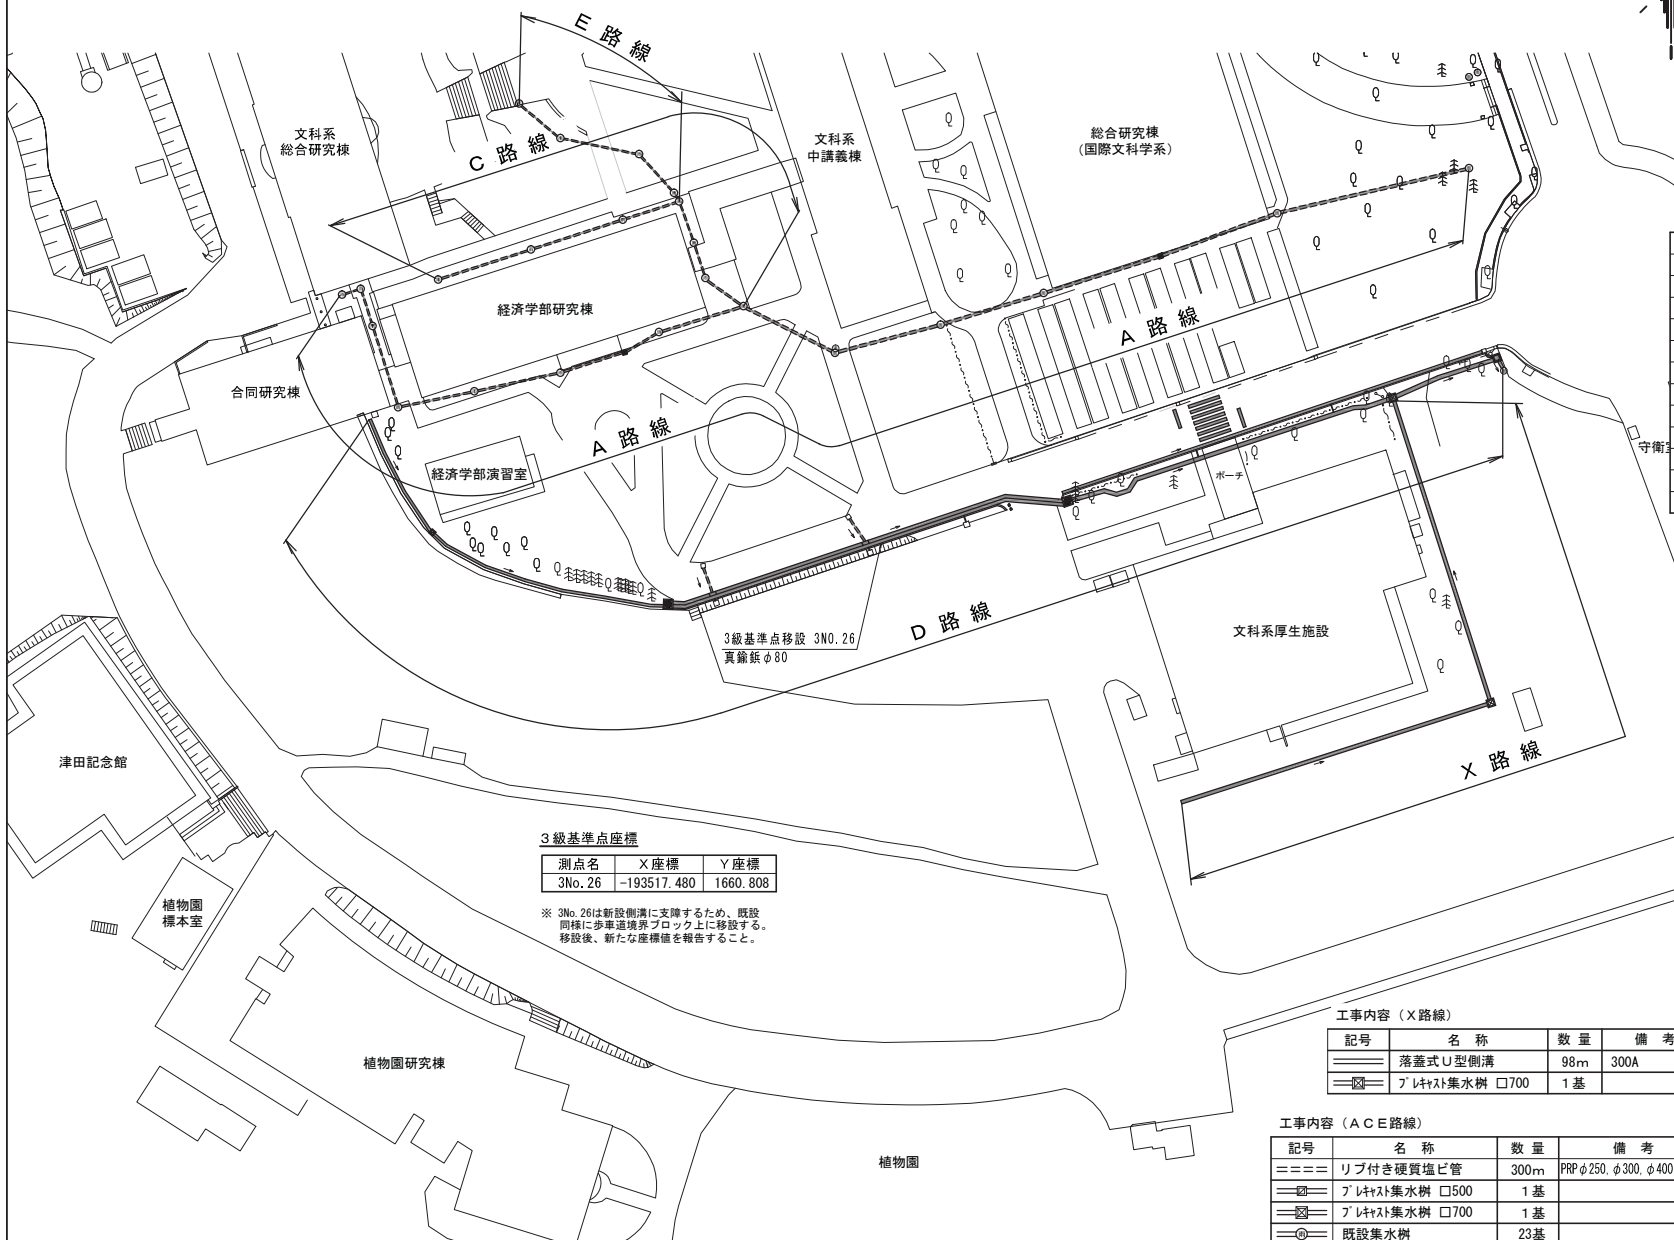 E 路 線
C 路 線
文科系
総合研究棟
文科系
中講義棟
総合研究棟
(国際文科学系)
経済学部研究棟
A 路 線
合同研究棟
A 路 線
経済学部演習室
ポーチ
D 路 線
3級基準点移設 3NO.26
真鍮鋲φ80
文科系厚生施設
X 路 線
津田記念館
3級基準点座標
測点名 X座標 Y座標
3No.26 -193517.480 1660.808
※ 3No.26は新設側溝に支障するため、既設
同様に歩車道境界ブロック上に移設する。
移設後、新たな座標値を報告すること。
植物園
標本室
植物園研究棟
植物園
工事内容（X路線）
記号 名 称 数 量 備 考
落蓋式U型側溝 98m 300A
プレキャスト集水桝 □700 1基
工事内容（ACE路線）
記号 名 称 数 量 備 考
リブ付き硬質塩ビ管 300m PRPφ250, φ300, φ400
プレキャスト集水桝 □500 1基
プレキャスト集水桝 □700 1基
既設集水桝 23基